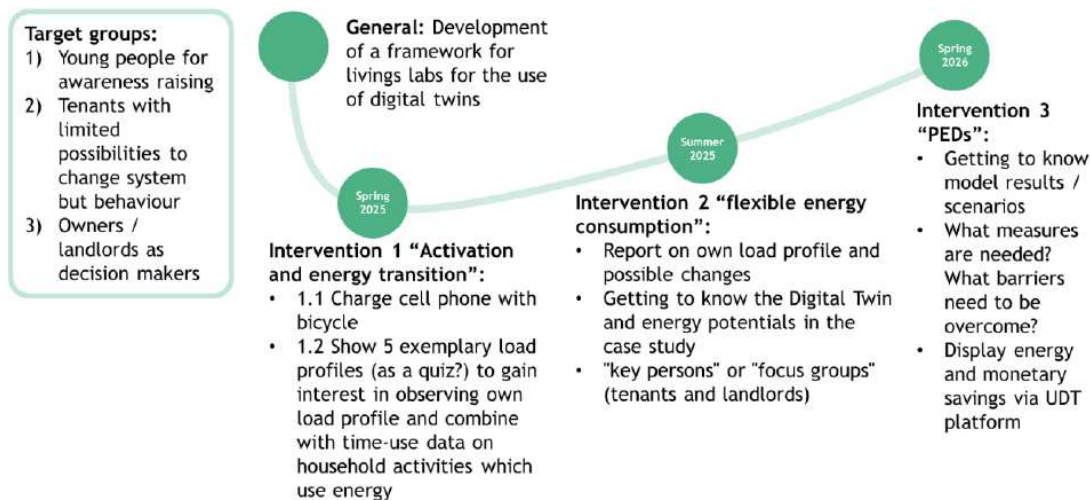 Target groups:
1) Young people for
awareness raising
2) Tenants with
limited
possibilities to
change system
but behaviour
3) Owners /
landlords as
decision makers
General: Development
of a framework for
livings labs for the use
of digital twins
Spring
2025
Intervention 1 “Activation
and energy transition”:
• 1.1 Charge cell phone with
bicycle
• 1.2 Show 5 exemplary load
profiles (as a quiz?) to gain
interest in observing own
load profile and combine
with time-use data on
household activities which
use energy
Summer
2025
Intervention 2 “flexible energy
consumption”:
• Report on own load profile and
possible changes
• Getting to know the Digital Twin
and energy potentials in the
case study
• "key persons" or "focus groups"
(tenants and landlords)
Spring
2026
Intervention 3
“PEDs”:
• Getting to know
model results /
scenarios
• What measures
are needed?
What barriers
need to be
overcome?
• Display energy
and monetary
savings via UDT
platform